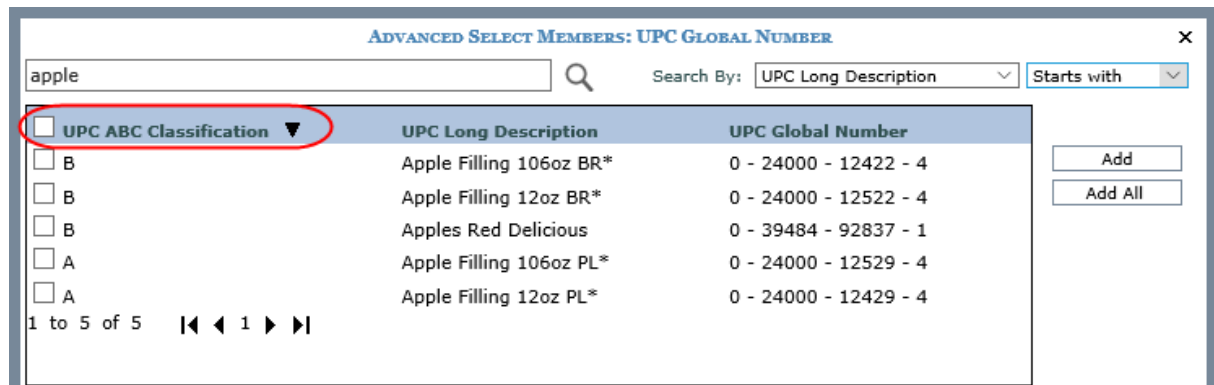 ADVANCED SELECT MEMBERS: UPC GLOBAL NUMBER ×
apple Search By: UPC Long Description Starts with
UPC ABC Classification ▼ UPC Long Description UPC Global Number
B Apple Filling 106oz BR* 0 - 24000 - 12422 - 4 Add
B Apple Filling 12oz BR* 0 - 24000 - 12522 - 4 Add All
B Apples Red Delicious 0 - 39484 - 92837 - 1
A Apple Filling 106oz PL* 0 - 24000 - 12529 - 4
A Apple Filling 12oz PL* 0 - 24000 - 12429 - 4
1 to 5 of 5 1